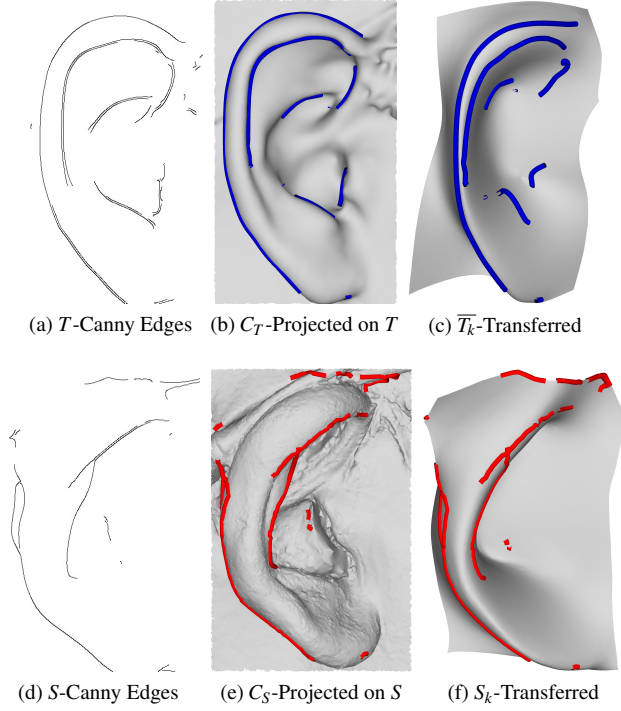 (a) T-Canny Edges (b) C_T-Projected on T (c) \overline{T_k}-Transferred
(d) S-Canny Edges (e) C_S-Projected on S (f) S_k-Transferred